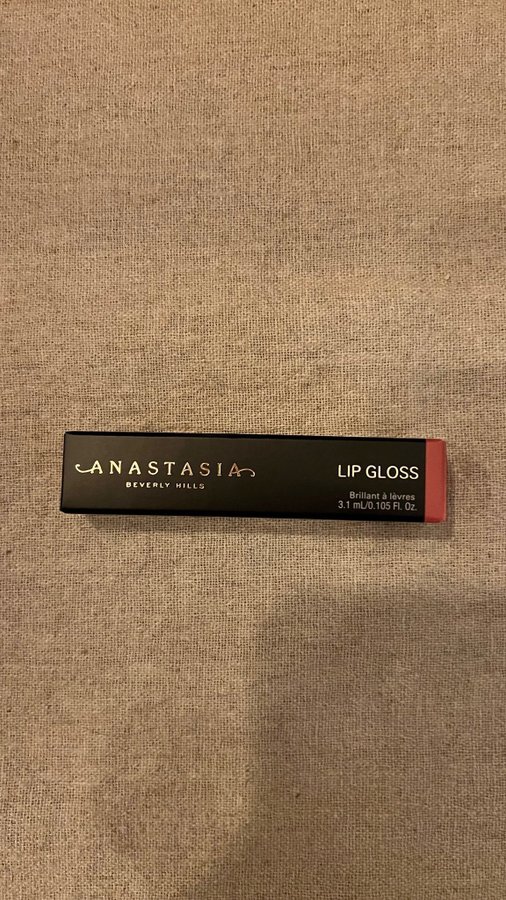 ANASTASIA
BEVERLY HILLS
LIP GLOSS
Brillant à lèvres
3.1 mL/0.105 Fl. Oz.